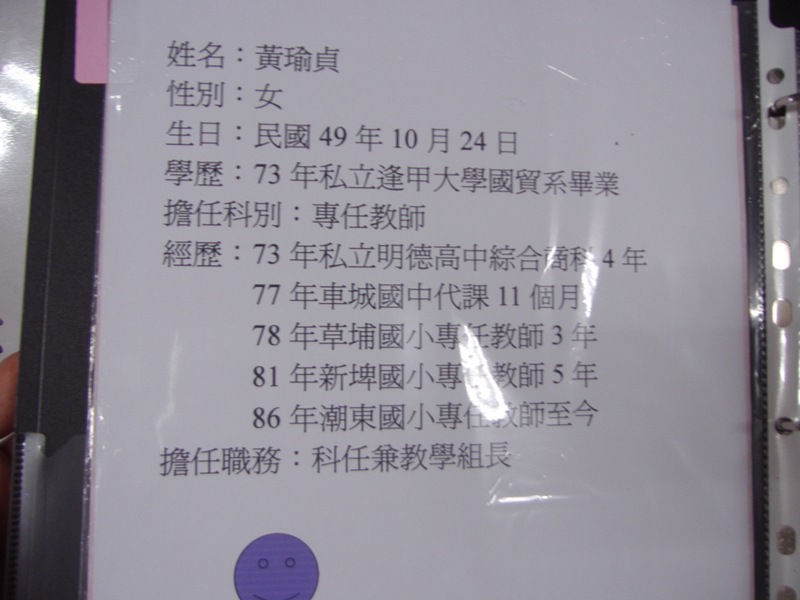 姓名：黃瑜貞
性別：女
生日：民國 49 年 10 月 24 日
學歷：73 年私立逢甲大學國貿系畢業
擔任科別：專任教師
經歷：73 年私立明德高中綜合商科 4 年
77 年車城國中代課 11 個月
78 年草埔國小專任教師 3 年
81 年新埤國小專任教師 5 年
86 年潮東國小專任教師至今
擔任職務：科任兼教學組長